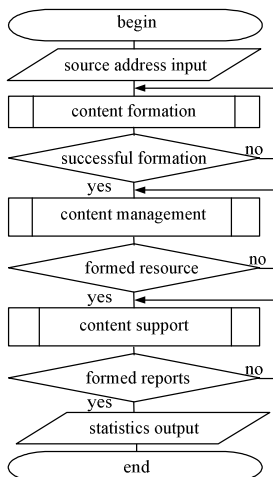 begin
source address input
content formation
successful formation
no
yes
content management
formed resource
no
yes
content support
formed reports
no
yes
statistics output
end